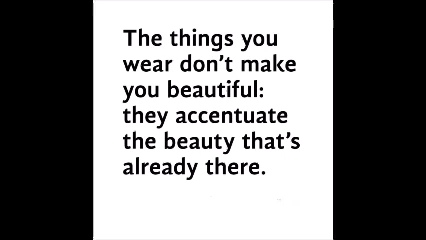 The things you
wear don’t make
you beautiful:
they accentuate
the beauty that’s
already there.